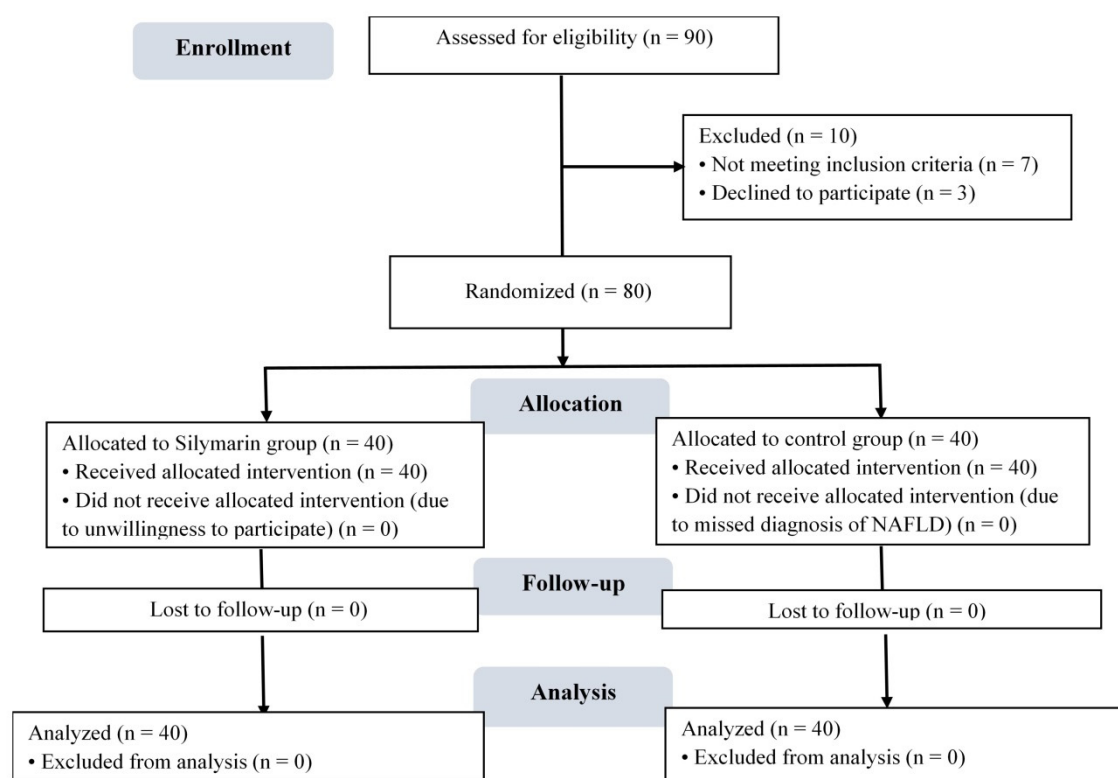 Enrollment
Assessed for eligibility (n = 90)
Excluded (n = 10)
• Not meeting inclusion criteria (n = 7)
• Declined to participate (n = 3)
Randomized (n = 80)
Allocation
Allocated to Silymarin group (n = 40)
• Received allocated intervention (n = 40)
• Did not receive allocated intervention (due
to unwillingness to participate) (n = 0)
Allocated to control group (n = 40)
• Received allocated intervention (n = 40)
• Did not receive allocated intervention (due
to missed diagnosis of NAFLD) (n = 0)
Follow-up
Lost to follow-up (n = 0)
Lost to follow-up (n = 0)
Analysis
Analyzed (n = 40)
• Excluded from analysis (n = 0)
Analyzed (n = 40)
• Excluded from analysis (n = 0)